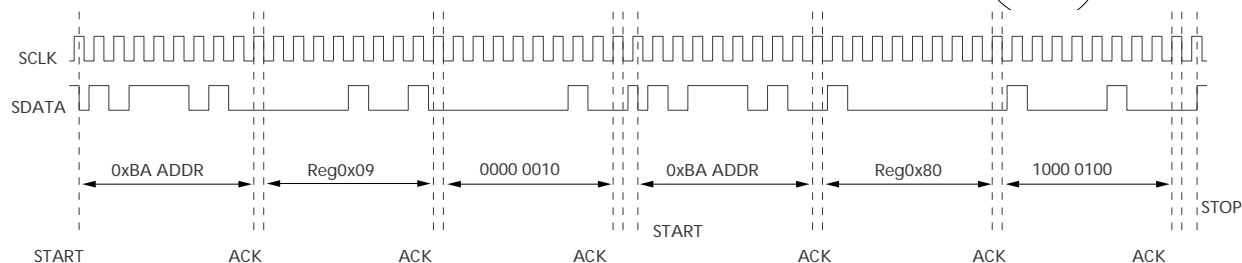 SCLK
SDATA
0xBA ADDR Reg0x09 0000 0010 0xBA ADDR Reg0x80 1000 0100
STOP
START
START ACK ACK ACK ACK ACK ACK